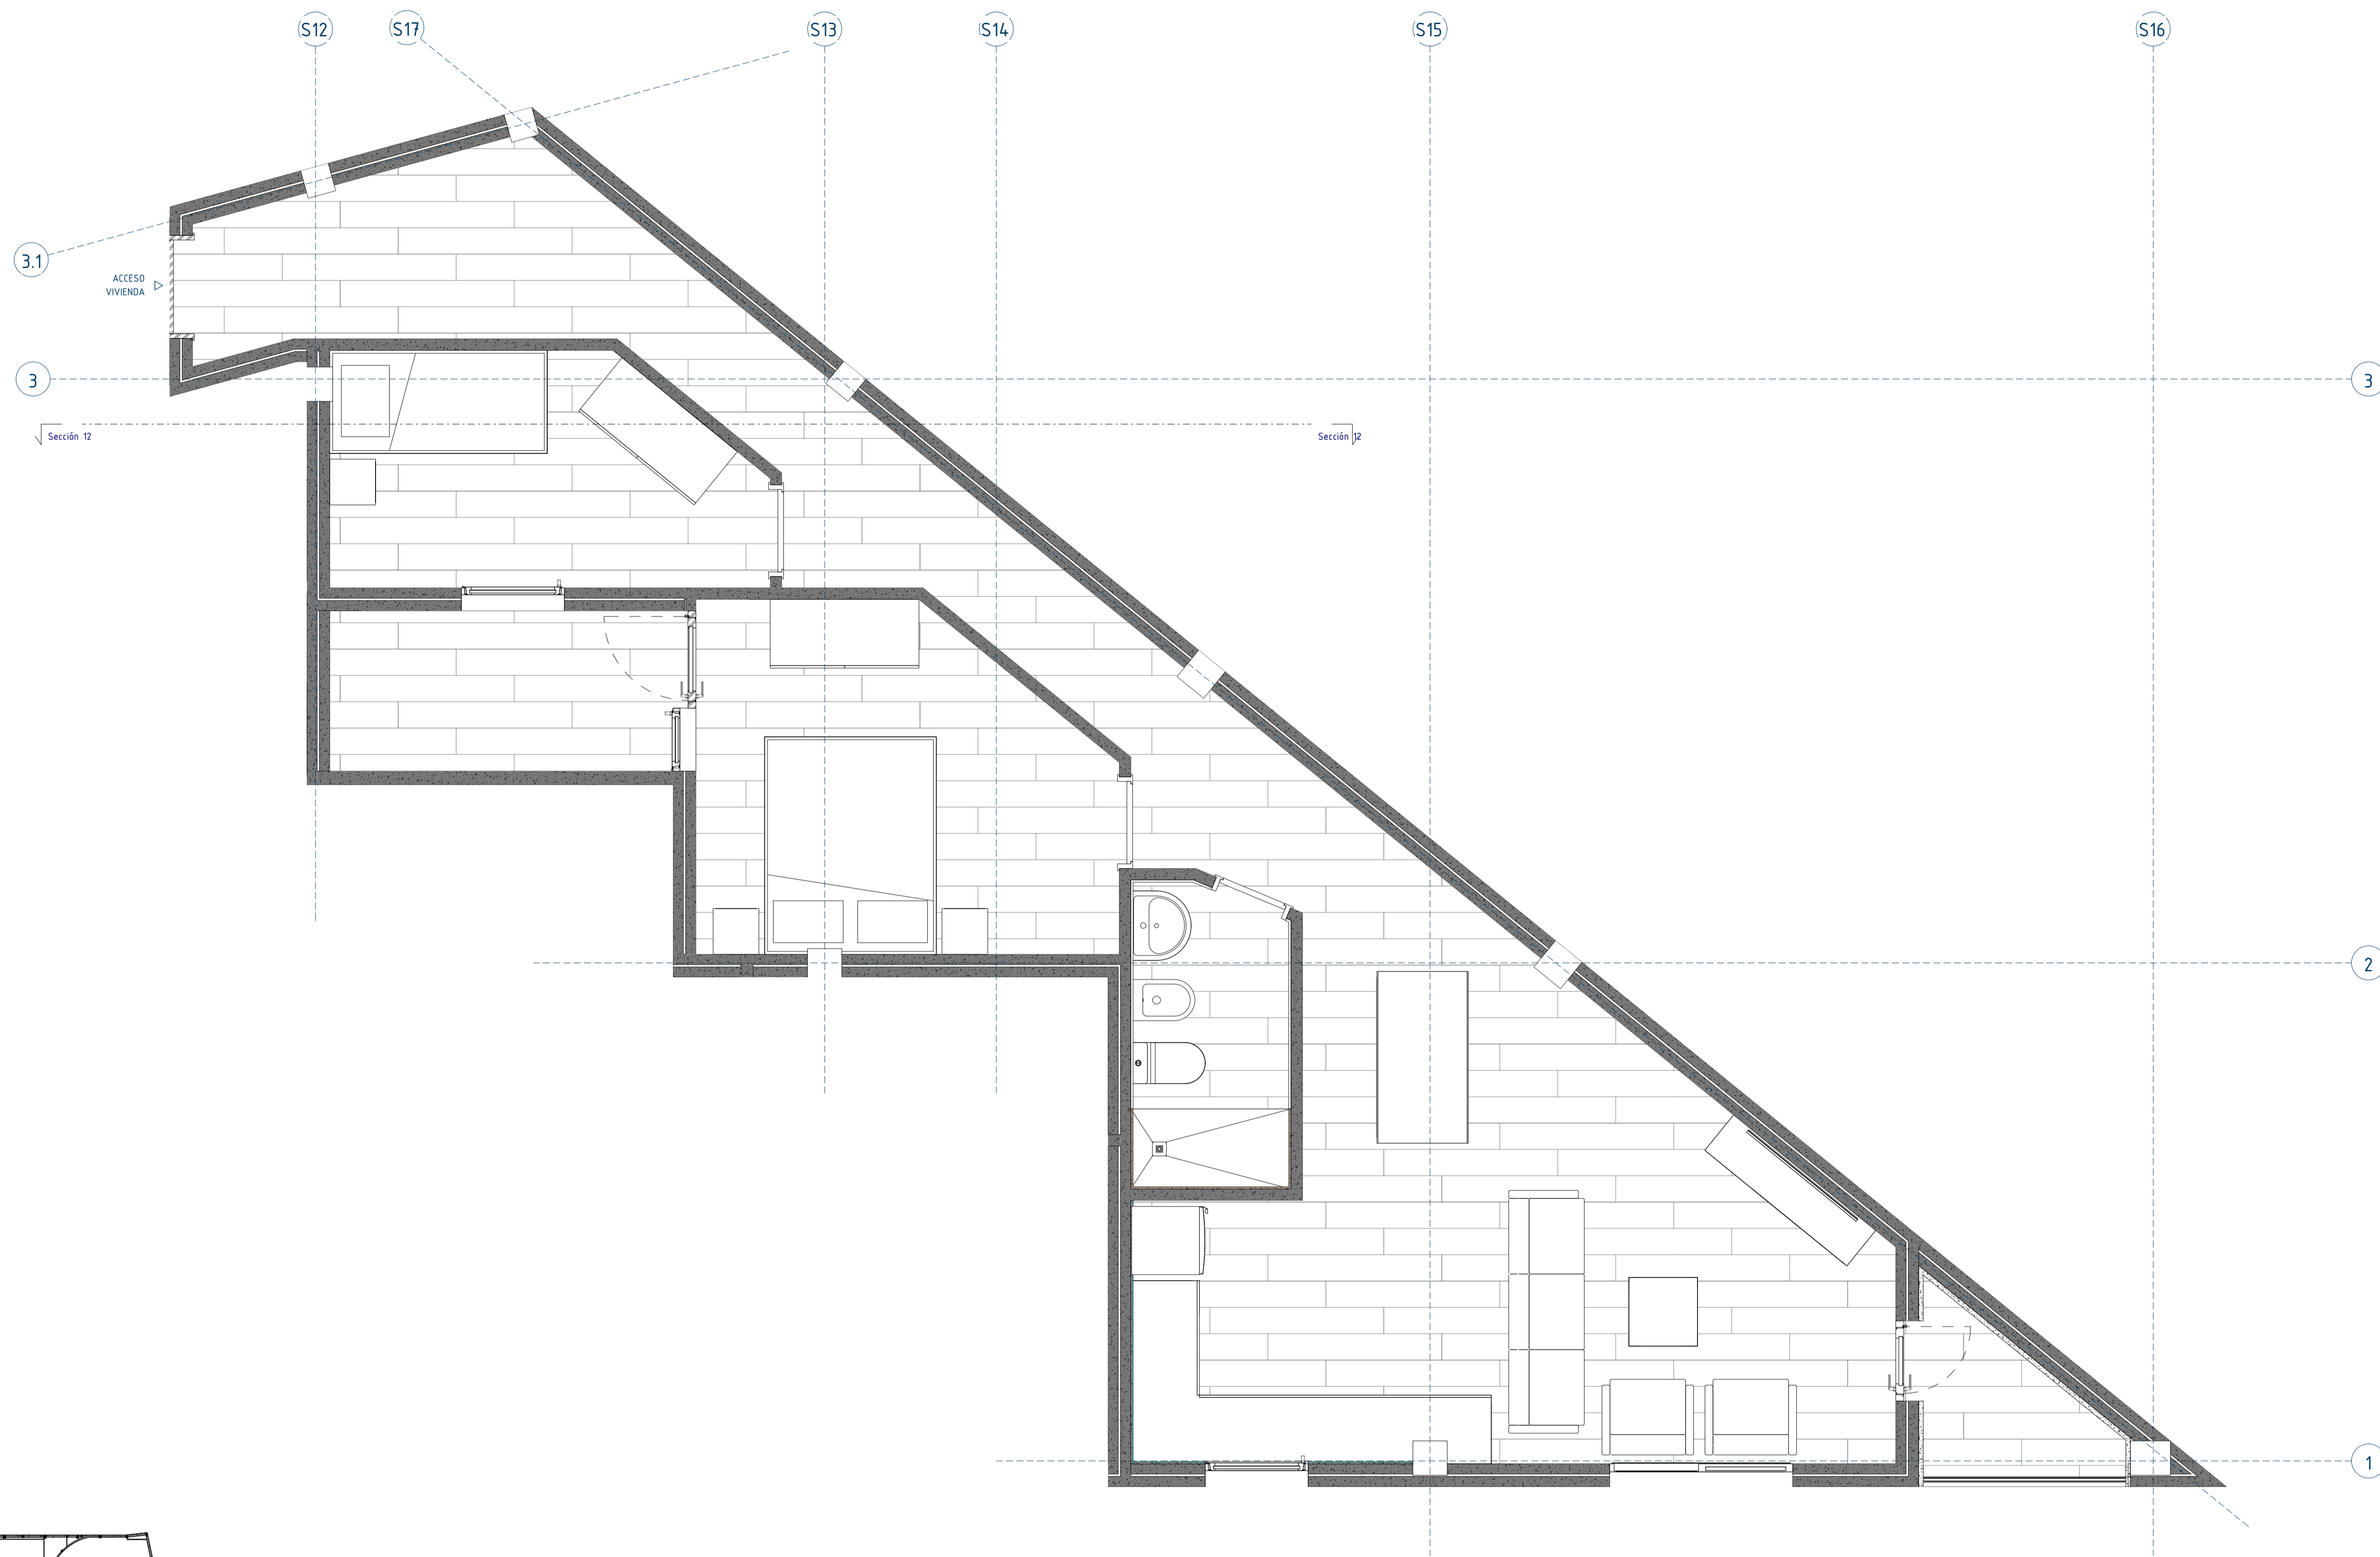 S12
S17
S13
S14
S15
S16
3.1
ACCESO
VIVIENDA
3
3
Sección 12
Sección 12
2
1